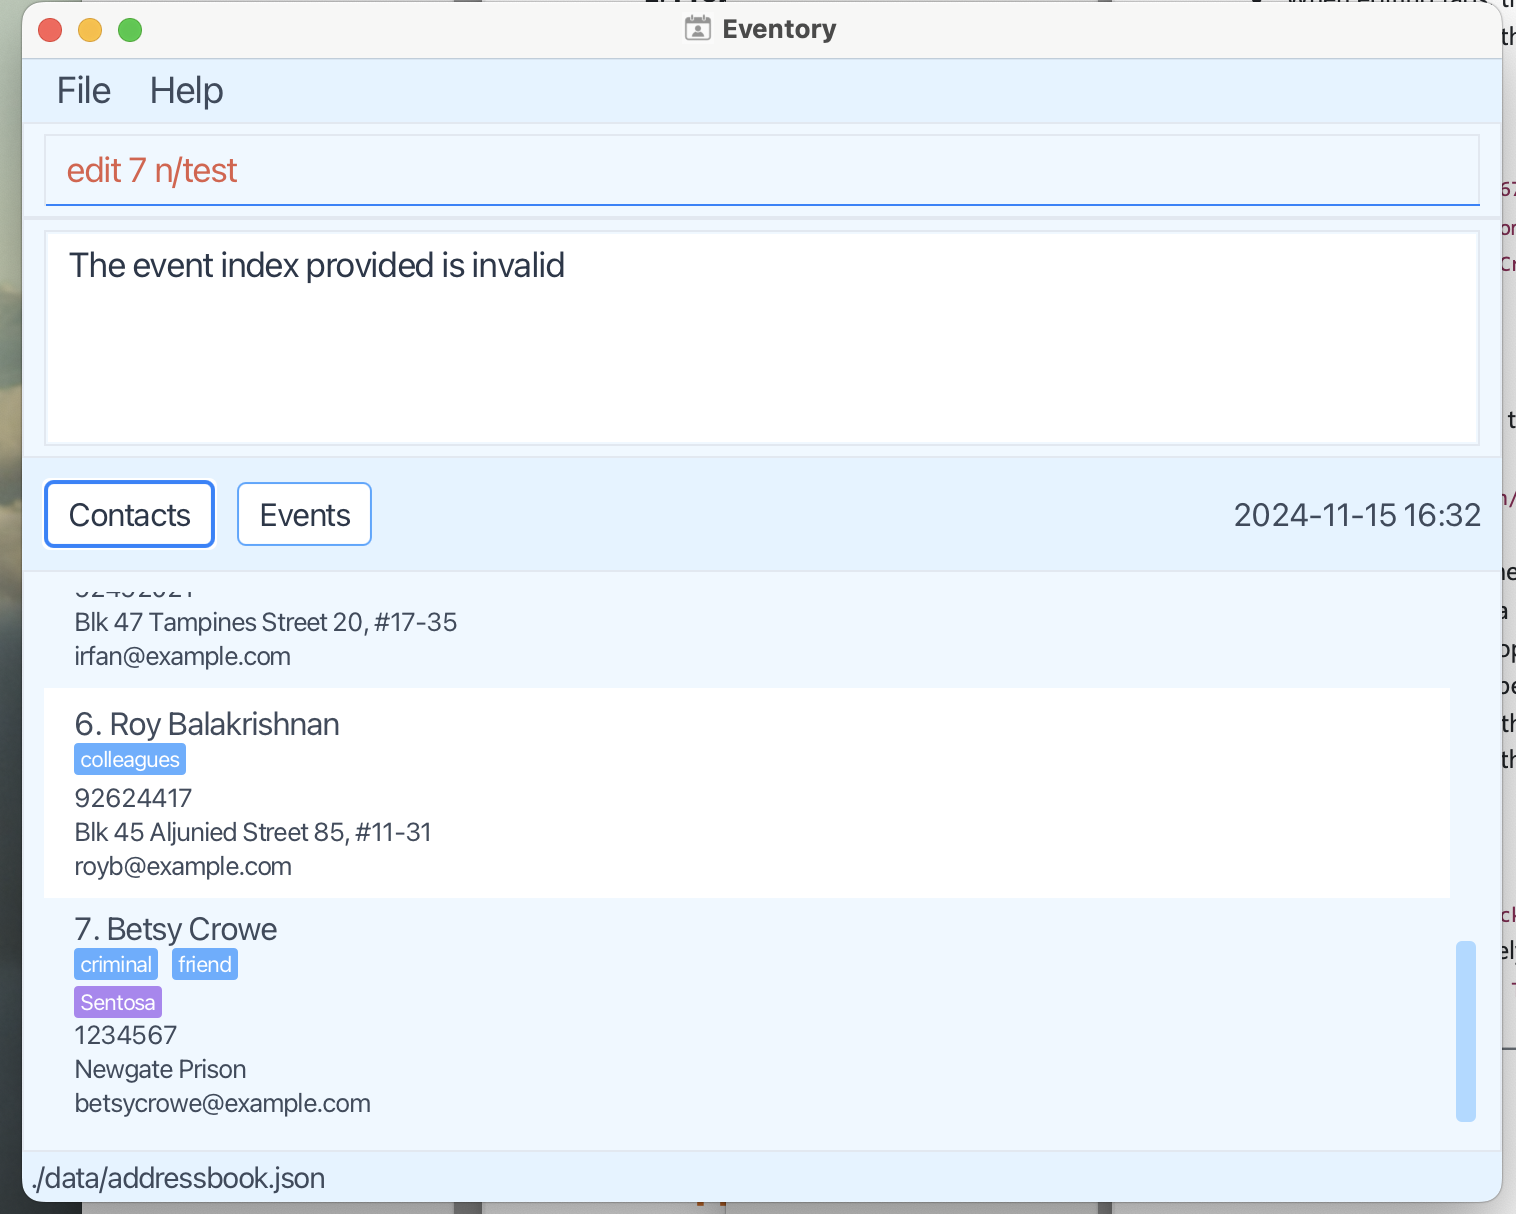 Eventory
File Help
edit 7 n/test
The event index provided is invalid
Contacts Events 2024-11-15 16:32
Blk 47 Tampines Street 20, #17-35
irfan@example.com
6. Roy Balakrishnan
colleagues
92624417
Blk 45 Aljunied Street 85, #11-31
royb@example.com
7. Betsy Crowe
criminal friend
Sentosa
1234567
Newgate Prison
betsycrowe@example.com
./data/addressbook.json